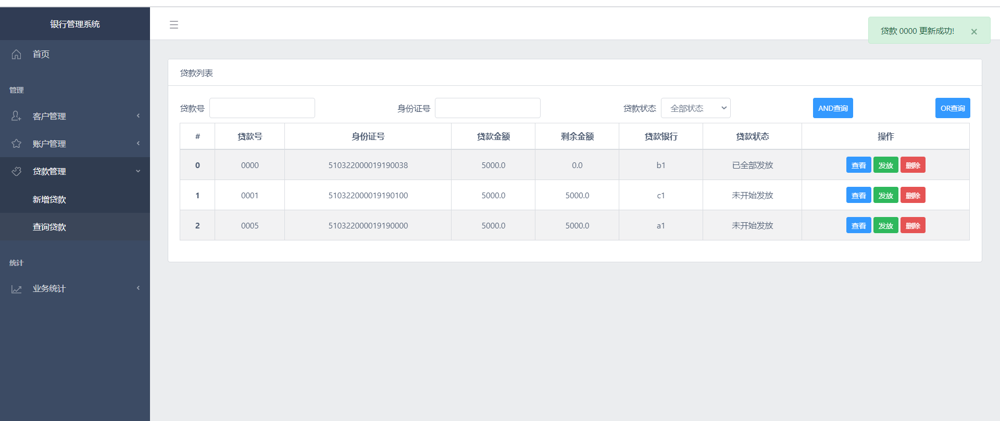 银行管理系统
贷款 0000 更新成功! ×
首页
管理
客户管理
账户管理
贷款管理
新增贷款
查询贷款
统计
业务统计
贷款列表
贷款号 身份证号 贷款状态 全部状态 AND查询 OR查询
# 贷款号 身份证号 贷款金额 剩余金额 贷款银行 贷款状态 操作
0 0000 510322000019190038 5000.0 0.0 b1 已全部发放 查看 发放 删除
1 0001 510322000019190100 5000.0 5000.0 c1 未开始发放 查看 发放 删除
2 0005 510322000019190000 5000.0 5000.0 a1 未开始发放 查看 发放 删除